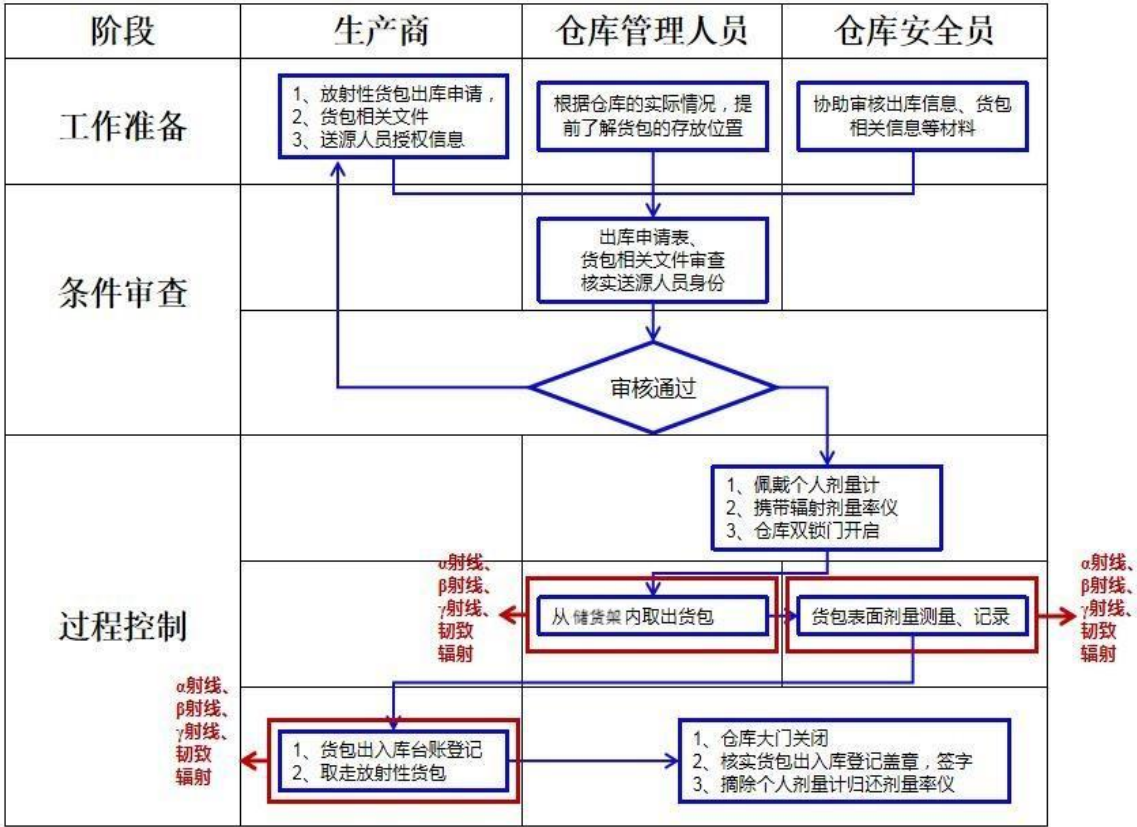 阶段
生产商
仓库管理人员
仓库安全员
工作准备
1、放射性货包出库申请，
2、货包相关文件
3、送源人员授权信息
根据仓库的实际情况，提
前了解货包的存放位置
协助审核出库信息、货包
相关信息等材料
条件审查
出库申请表、
货包相关文件审查
核实送源人员身份
审核通过
过程控制
1、佩戴个人剂量计
2、携带辐射剂量率仪
3、仓库双锁门开启
α射线、
β射线、
γ射线、
韧致
辐射
从储货架内取出货包
货包表面剂量测量、记录
α射线、
β射线、
γ射线、
韧致
辐射
α射线、
β射线、
γ射线、
韧致
辐射
1、货包出入库台账登记
2、取走放射性货包
1、仓库大门关闭
2、核实货包出入库登记盖章，签字
3、摘除个人剂量计归还剂量率仪